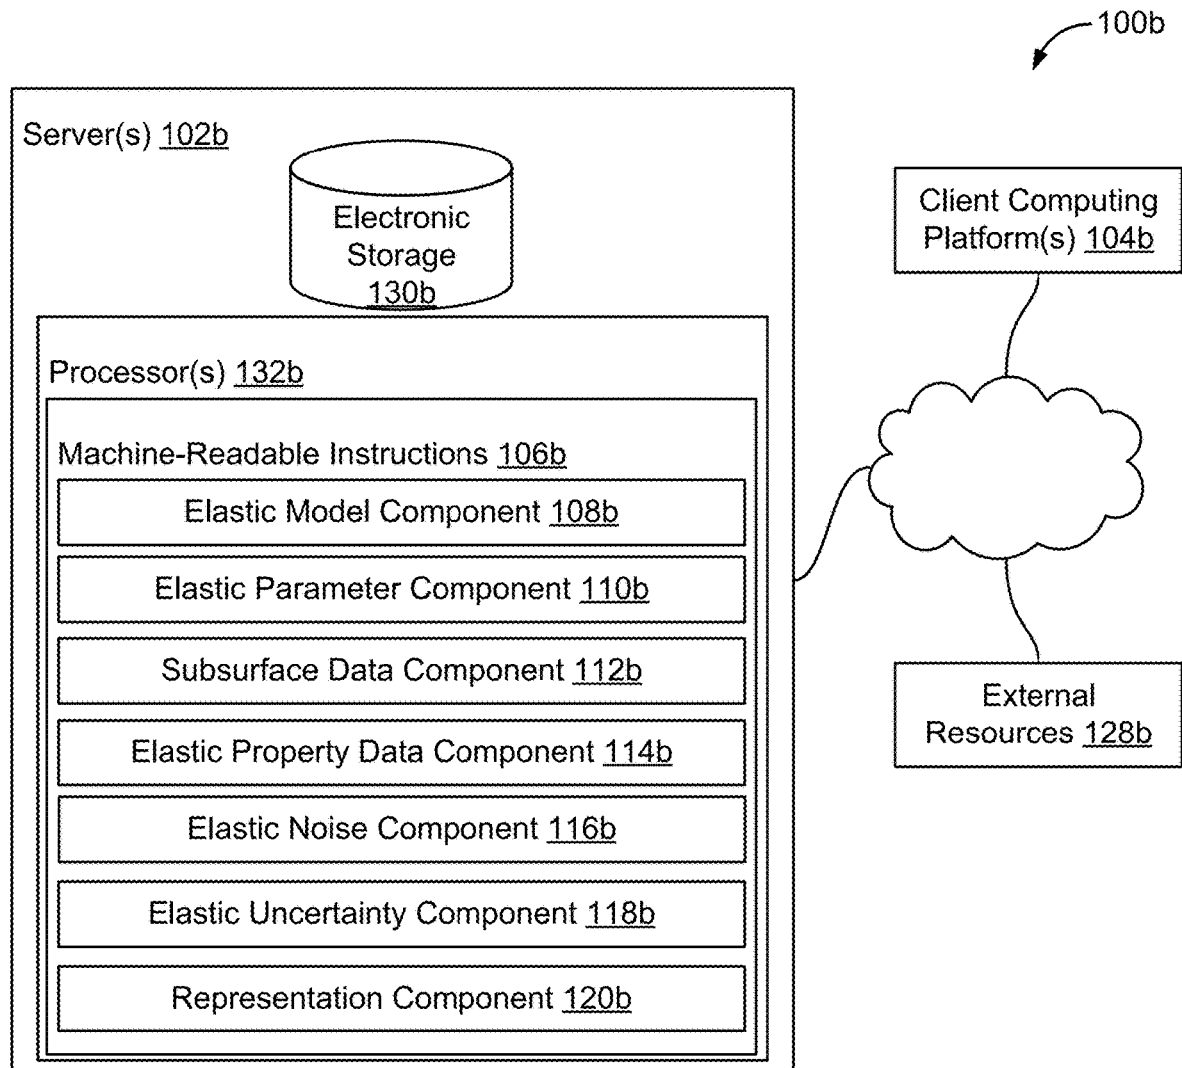 100b
Server(s) 102b
Electronic
Storage
130b
Client Computing
Platform(s) 104b
Processor(s) 132b
Machine-Readable Instructions 106b
Elastic Model Component 108b
Elastic Parameter Component 110b
Subsurface Data Component 112b
Elastic Property Data Component 114b
Elastic Noise Component 116b
Elastic Uncertainty Component 118b
Representation Component 120b
External
Resources 128b